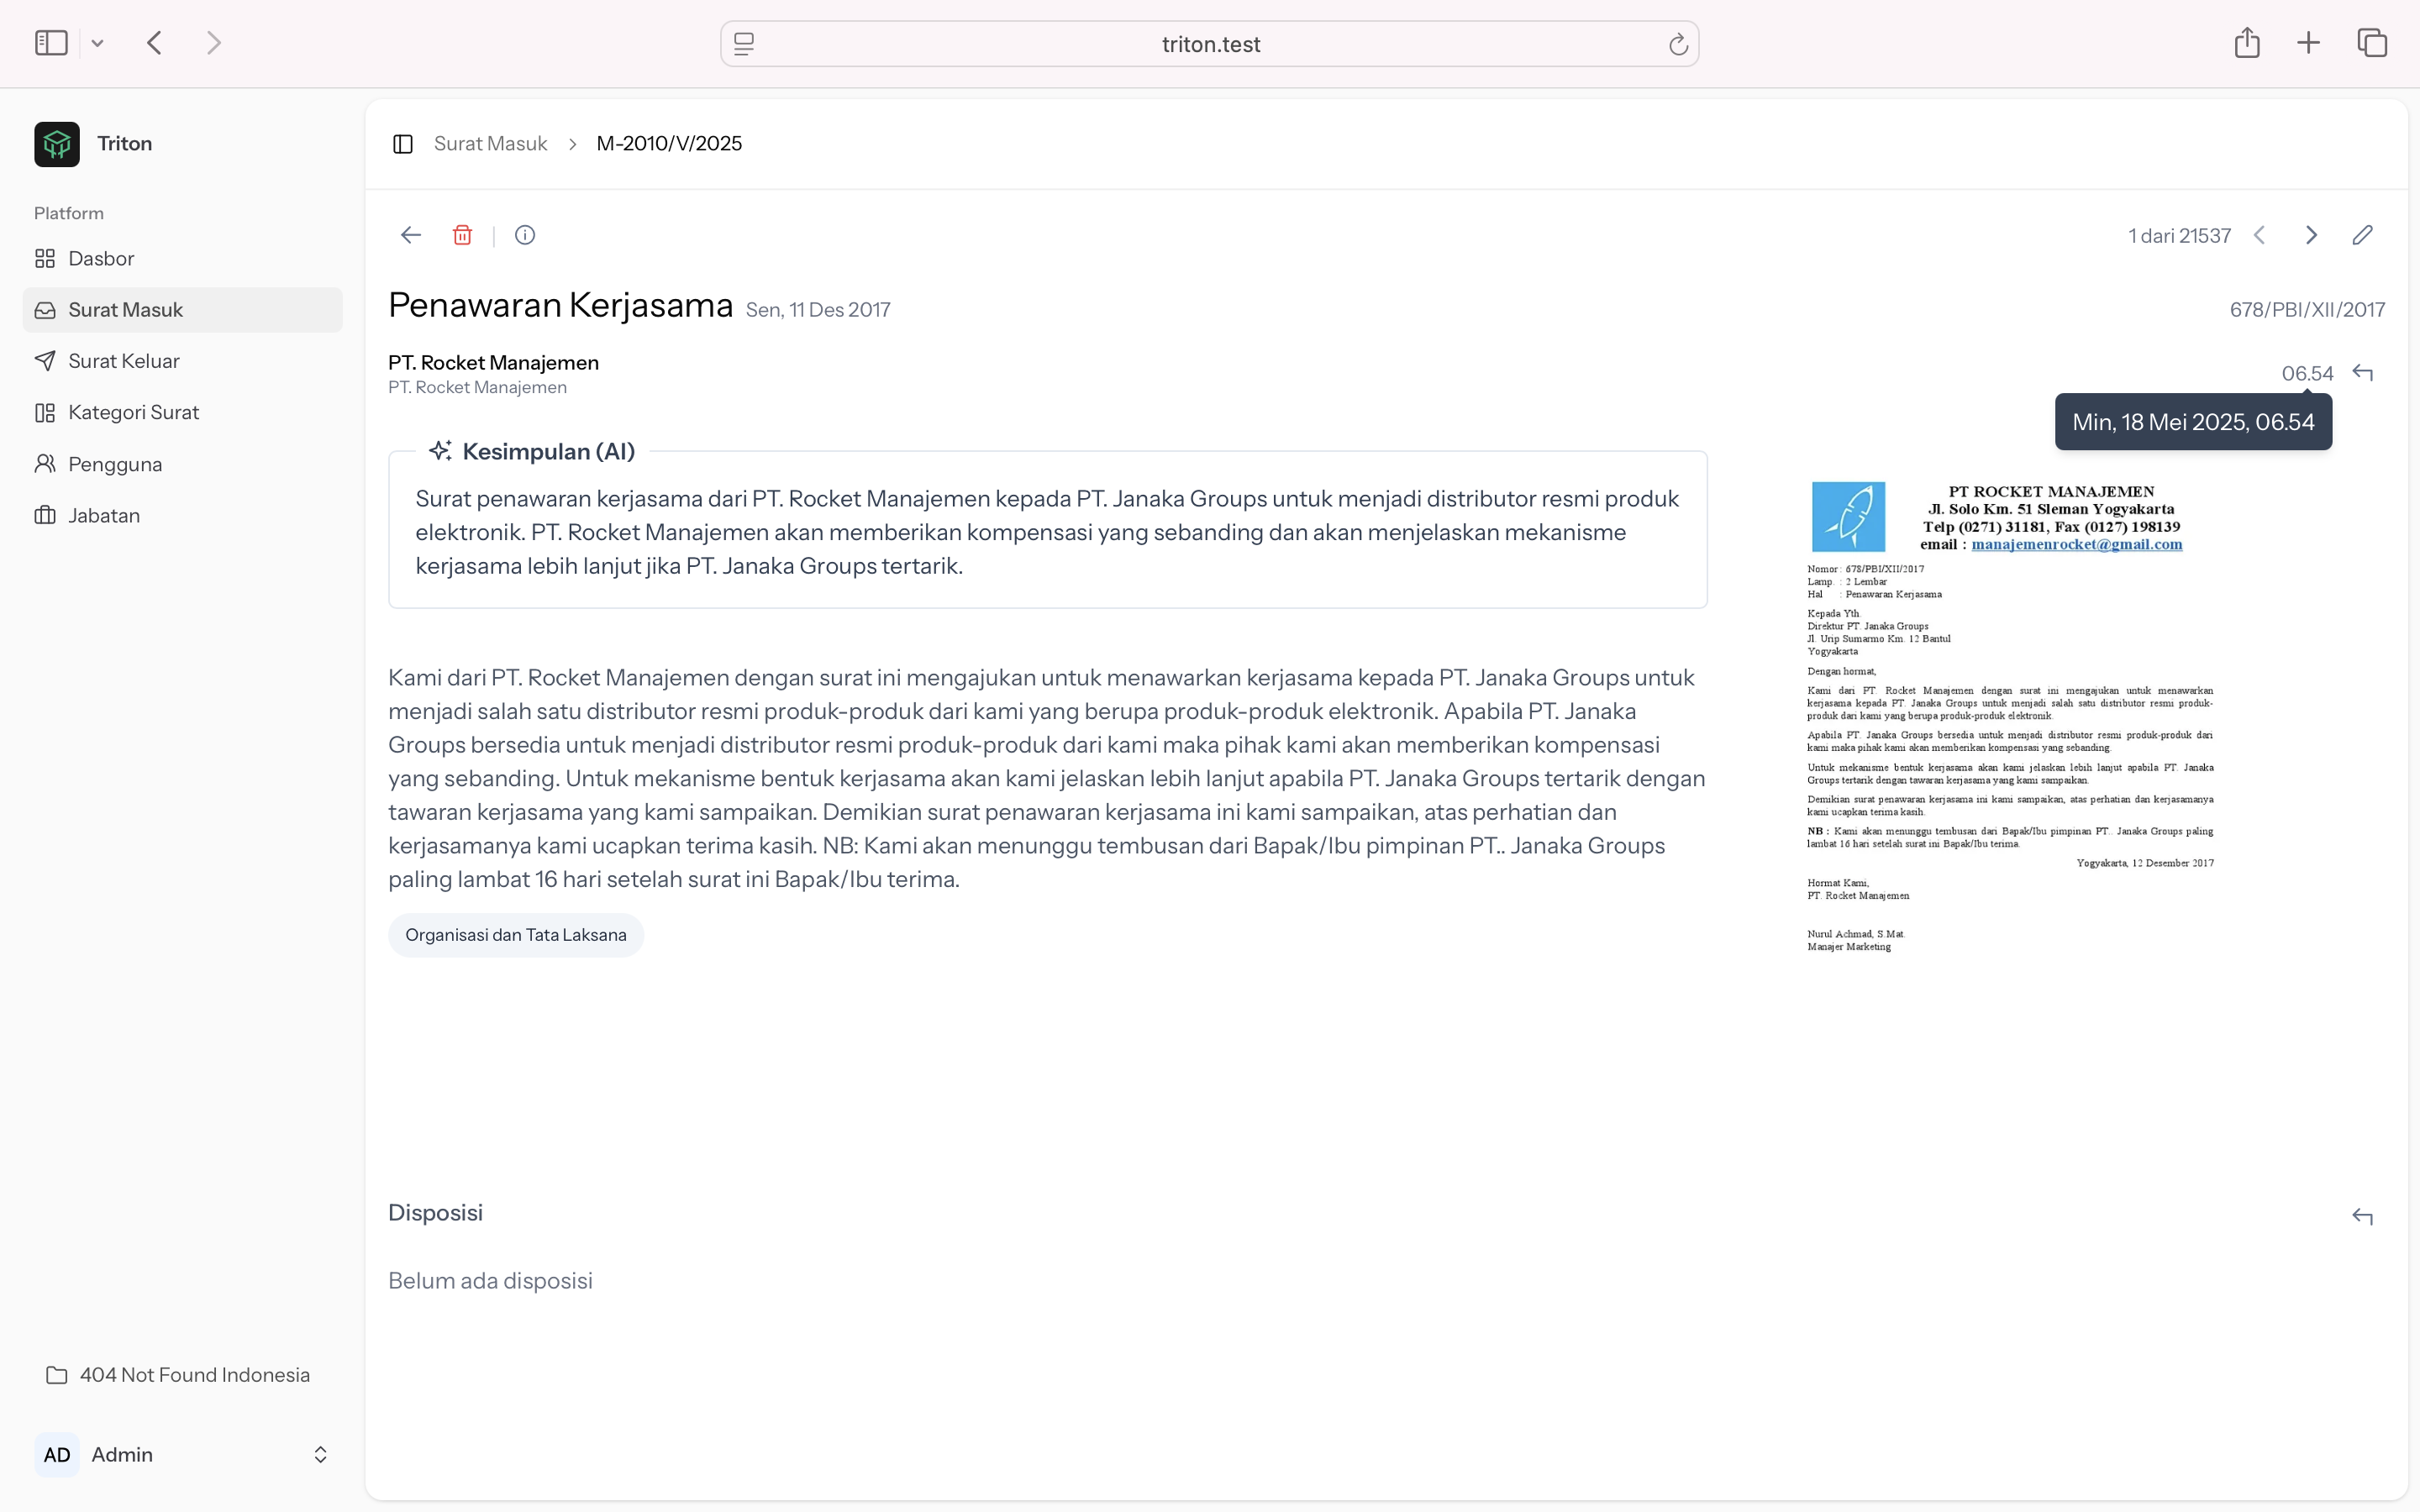 triton.test
Triton
Surat Masuk > M-2010/V/2025
Platform
Dasbor
Surat Masuk
Surat Keluar
Kategori Surat
Pengguna
Jabatan
404 Not Found Indonesia
AD Admin
1 dari 21537
Penawaran Kerjasama Sen, 11 Des 2017
678/PBI/XII/2017
PT. Rocket Manajemen
PT. Rocket Manajemen
06.54
Min, 18 Mei 2025, 06.54
Kesimpulan (AI)
Surat penawaran kerjasama dari PT. Rocket Manajemen kepada PT. Janaka Groups untuk menjadi distributor resmi produk
elektronik. PT. Rocket Manajemen akan memberikan kompensasi yang sebanding dan akan menjelaskan mekanisme
kerjasama lebih lanjut jika PT. Janaka Groups tertarik.
Kami dari PT. Rocket Manajemen dengan surat ini mengajukan untuk menawarkan kerjasama kepada PT. Janaka Groups untuk
menjadi salah satu distributor resmi produk-produk dari kami yang berupa produk-produk elektronik. Apabila PT. Janaka
Groups bersedia untuk menjadi distributor resmi produk-produk dari kami maka pihak kami akan memberikan kompensasi
yang sebanding. Untuk mekanisme bentuk kerjasama akan kami jelaskan lebih lanjut apabila PT. Janaka Groups tertarik dengan
tawaran kerjasama yang kami sampaikan. Demikian surat penawaran kerjasama ini kami sampaikan, atas perhatian dan
kerjasamanya kami ucapkan terima kasih. NB: Kami akan menunggu tembusan dari Bapak/Ibu pimpinan PT.. Janaka Groups
paling lambat 16 hari setelah surat ini Bapak/Ibu terima.
Organisasi dan Tata Laksana
PT ROCKET MANAJEMEN
Jl. Solo Km. 51 Sleman Yogyakarta
Telp (0271) 31181, Fax (0127) 198139
email : manajemenrocket@gmail.com
Nomor : 678/PBI/XII/2017
Lamp. : 2 Lembar
Hal : Penawaran Kerjasama
Kepada Yth.
Direktur PT. Janaka Groups
Jl. Urip Sumarmo Km. 12 Bantul
Yogyakarta
Dengan hormat,
Kami dari PT. Rocket Manajemen dengan surat ini mengajukan untuk menawarkan
kerjasama kepada PT. Janaka Groups untuk menjadi salah satu distributor resmi produk-
produk dari kami yang berupa produk-produk elektronik.
Apabila PT. Janaka Groups bersedia untuk menjadi distributor resmi produk-produk dari
kami maka pihak kami akan memberikan kompensasi yang sebanding.
Untuk mekanisme bentuk kerjasama akan kami jelaskan lebih lanjut apabila PT. Janaka
Groups tertarik dengan tawaran kerjasama yang kami sampaikan.
Demikian surat penawaran kerjasama ini kami sampaikan, atas perhatian dan kerjasamanya
kami ucapkan terima kasih.
NB : Kami akan menunggu tembusan dari Bapak/Ibu pimpinan PT.. Janaka Groups paling
lambat 16 hari setelah surat ini Bapak/Ibu terima.
Yogyakarta, 12 Desember 2017
Hormat Kami,
PT. Rocket Manajemen
Nurul Achmad, S.Mat.
Manajer Marketing
Disposisi
Belum ada disposisi